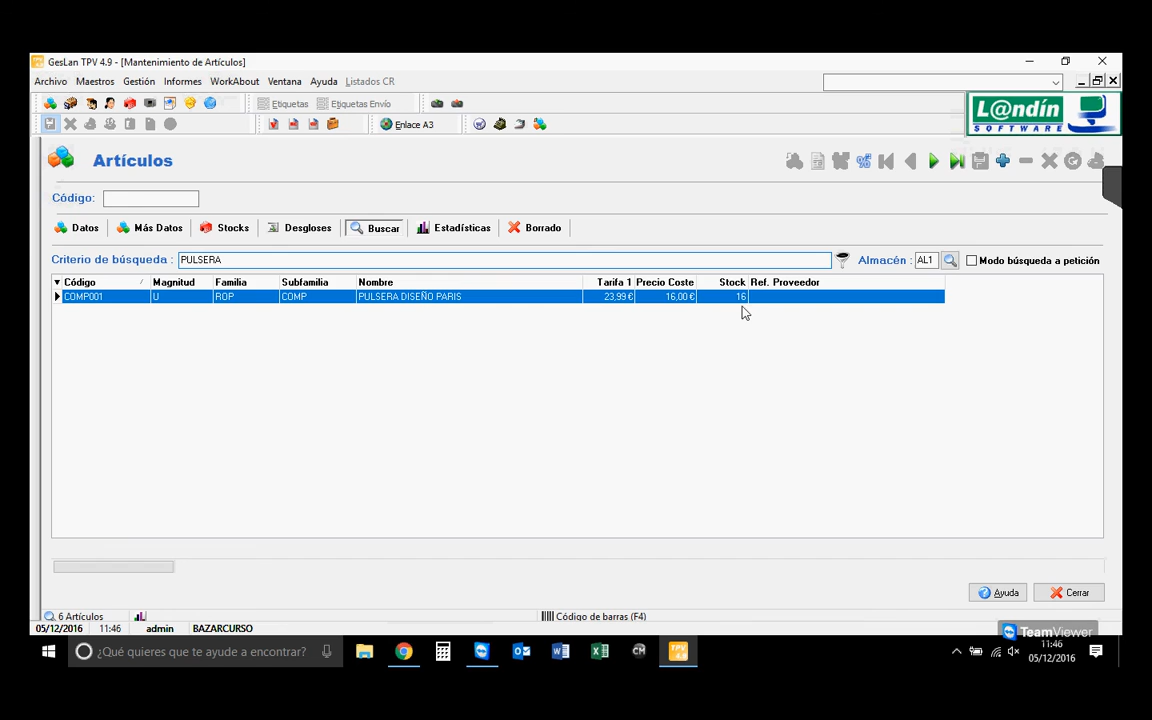 GesLan TPV 4.9 - [Mantenimiento de Artículos]
Archivo Maestros Gestión Informes WorkAbout Ventana Ayuda Listados CR
Etiquetas Etiquetas Envío
Enlace A3
L@ndín
SOFTWARE
Artículos
Código:
Datos Más Datos Stocks Desgloses Buscar Estadísticas Borrado
Criterio de búsqueda : PULSERA Almacén : AL1 Modo búsqueda a petición
Código Magnitud Familia Subfamilia Nombre Tarifa 1 Precio Coste Stock Ref. Proveedor
COMP001 U ROP COMP PULSERA DISEÑO PARIS 23,99 € 16,00 € 16
Ayuda Cerrar
6 Artículos Código de barras (F4)
05/12/2016 11:46 admin BAZARCURSO
TeamViewer
¿Qué quieres que te ayude a encontrar?
TPV
4.9
11:46
05/12/2016